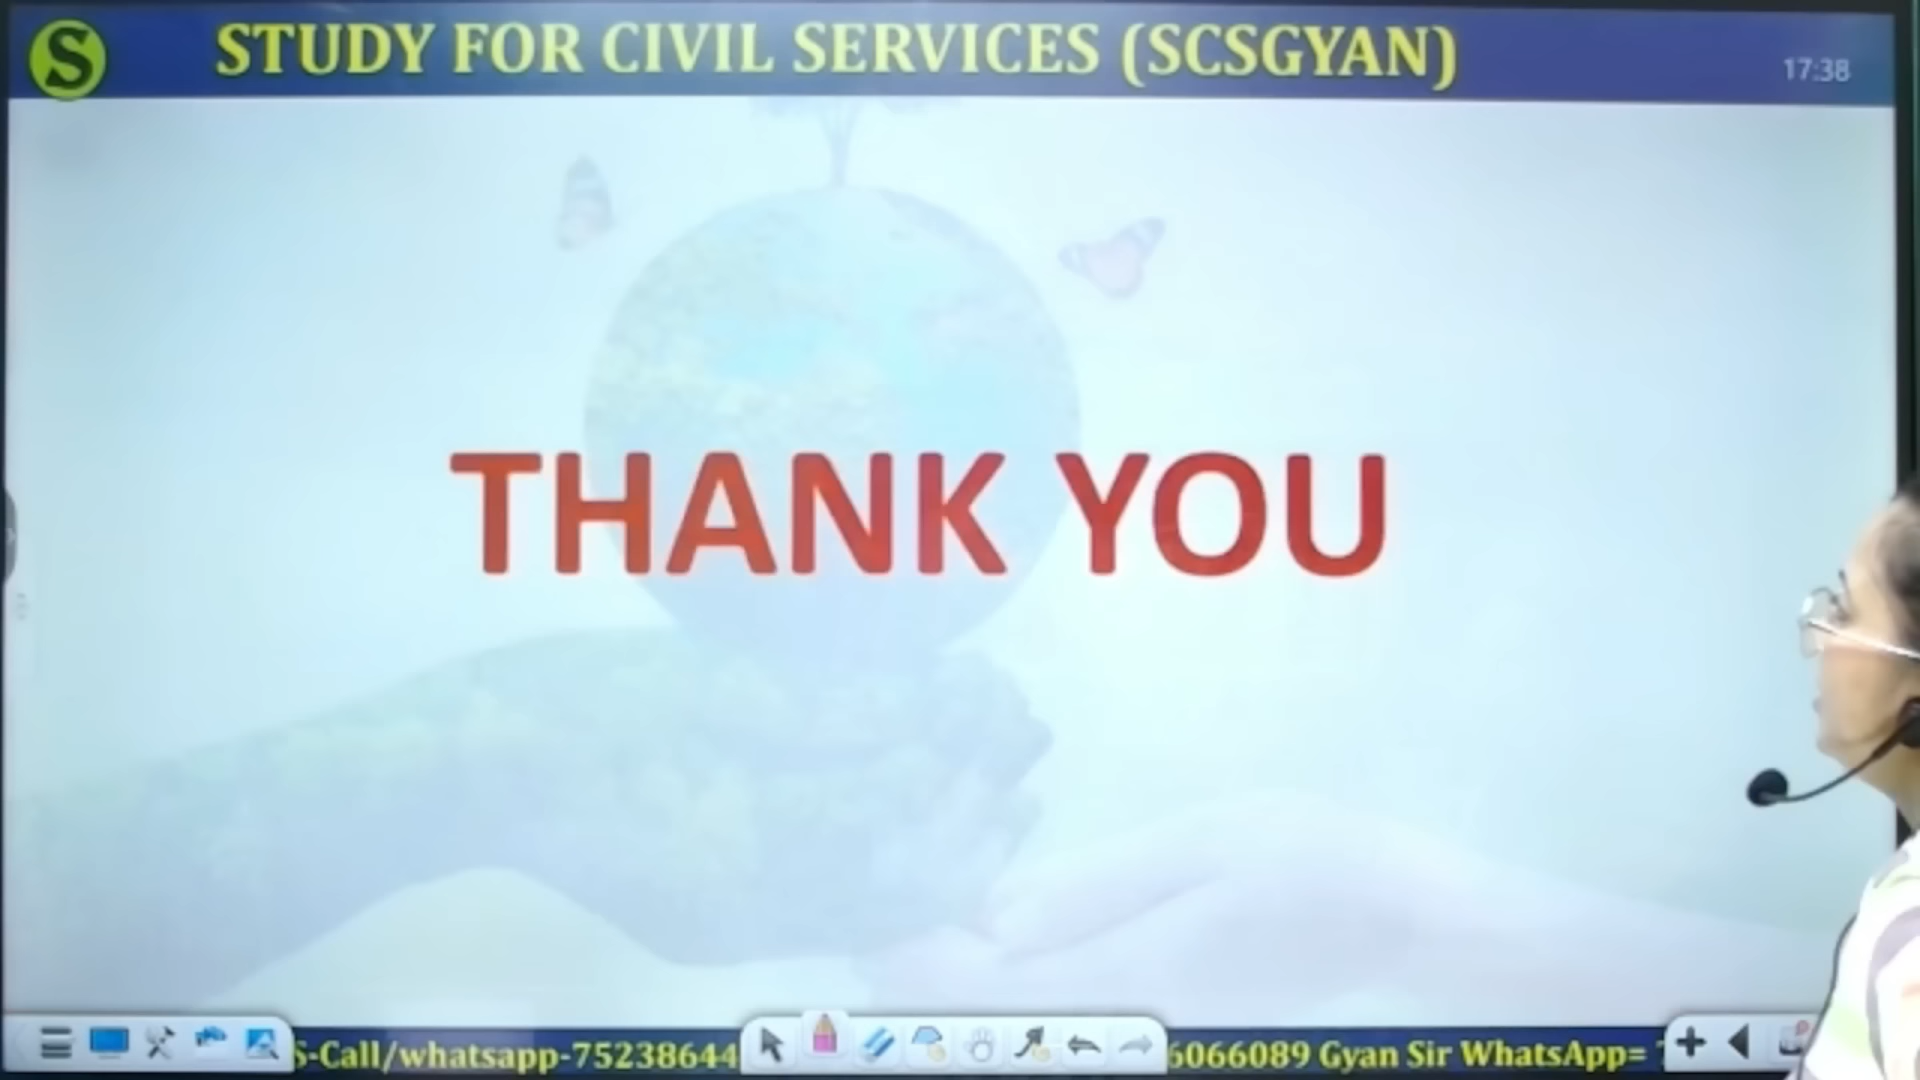 S
STUDY FOR CIVIL SERVICES (SCSGYAN)
17:38
THANK YOU
S-Call/whatsapp-75238644
6066089 Gyan Sir WhatsApp=